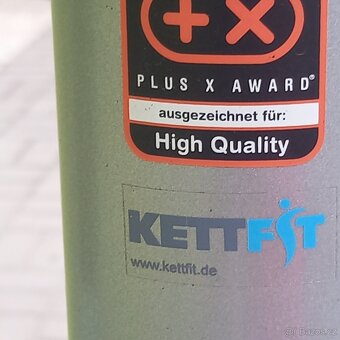 +×
PLUS X AWARD®
ausgezeichnet für:
High Quality
KETTFIT
www.kettfit.de